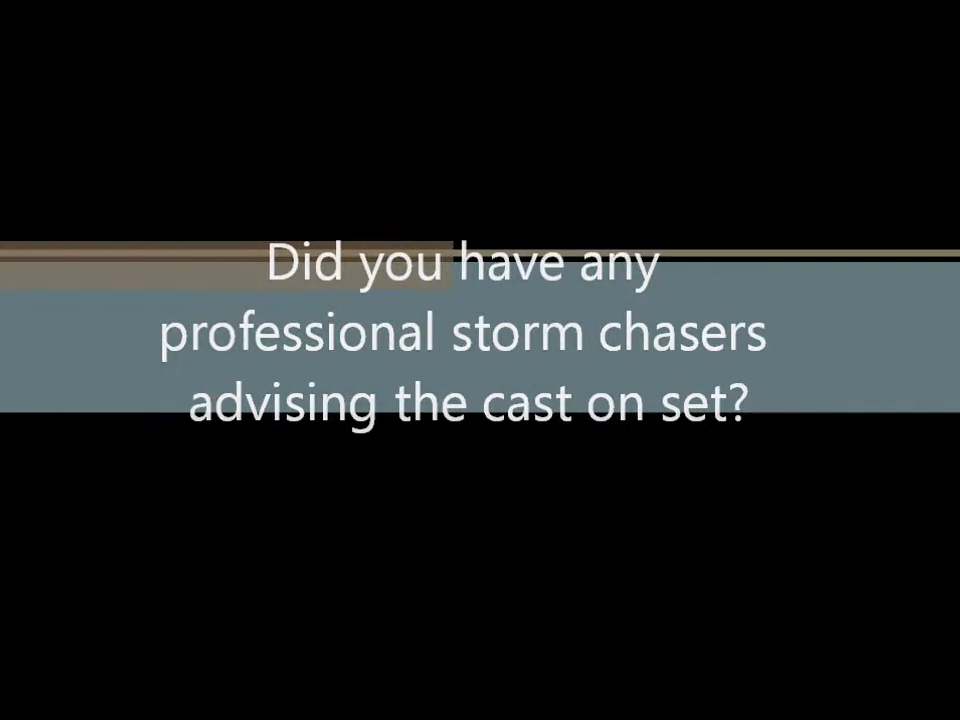 Did you have any
professional storm chasers
advising the cast on set?